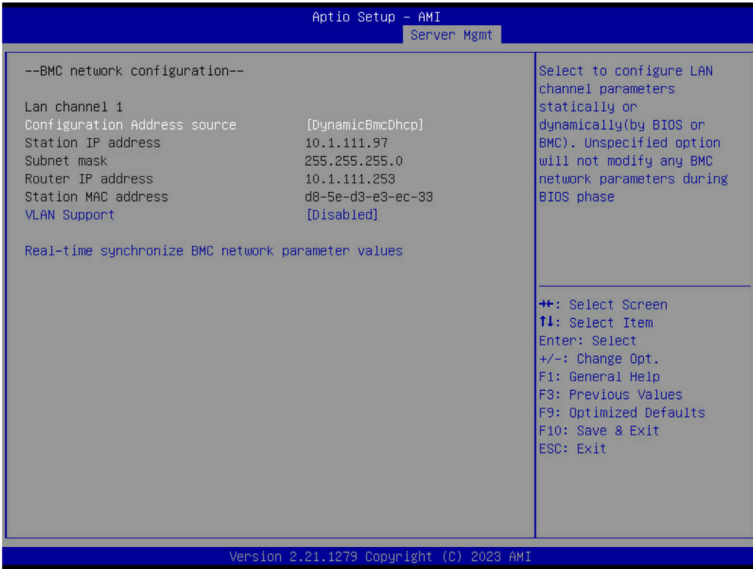 Aptio Setup – AMI
Server Mgmt
--BMC network configuration--
Lan channel 1
Configuration Address source [DynamicBmcDhcp]
Station IP address 10.1.111.97
Subnet mask 255.255.255.0
Router IP address 10.1.111.253
Station MAC address d8-5e-d3-e3-ec-33
VLAN Support [Disabled]
Real-time synchronize BMC network parameter values
Select to configure LAN
channel parameters
statically or
dynamically(by BIOS or
BMC). Unspecified option
will not modify any BMC
network parameters during
BIOS phase
→←: Select Screen
↑↓: Select Item
Enter: Select
+/-: Change Opt.
F1: General Help
F3: Previous Values
F9: Optimized Defaults
F10: Save & Exit
ESC: Exit
Version 2.21.1279 Copyright (C) 2023 AMI